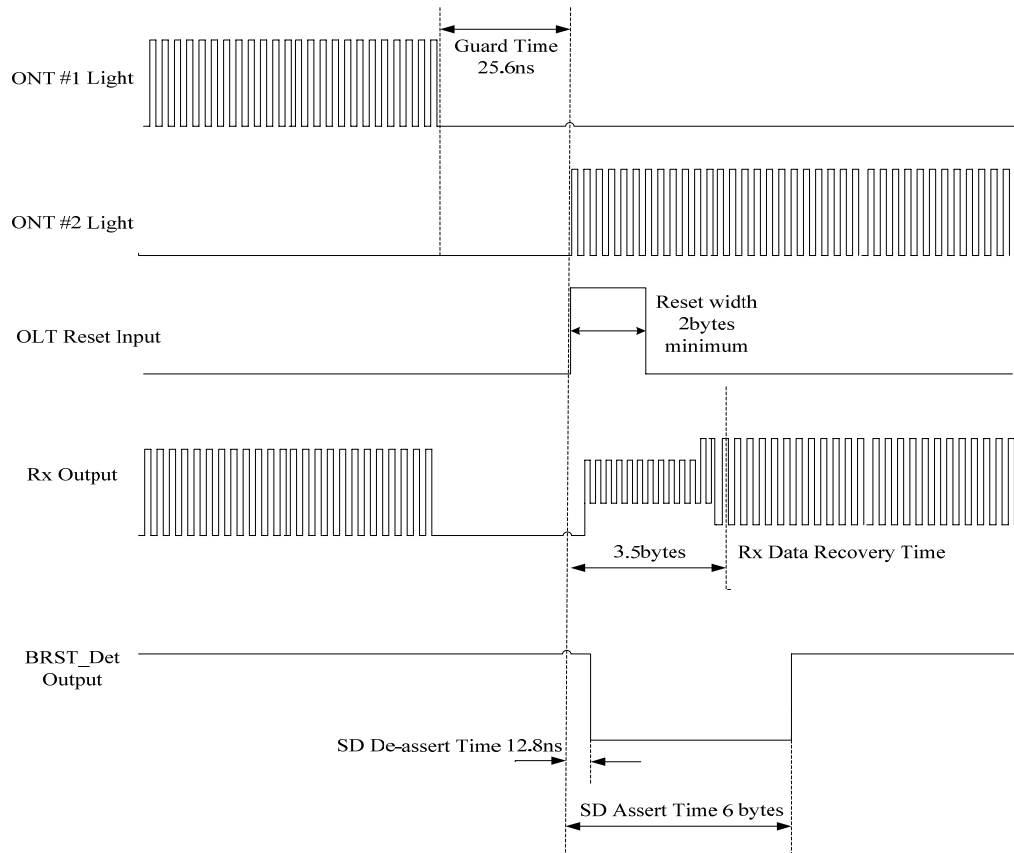 Guard Time
25.6ns
ONT #1 Light
ONT #2 Light
OLT Reset Input
Reset width
2bytes
minimum
Rx Output
3.5bytes
Rx Data Recovery Time
BRST_Det
Output
SD De-assert Time 12.8ns
SD Assert Time 6 bytes